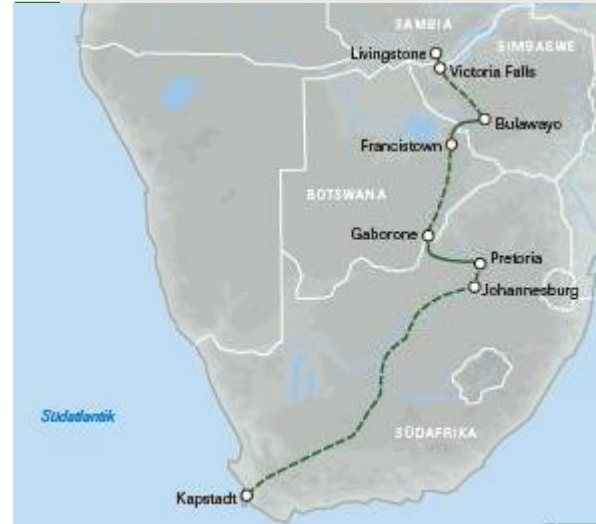 SAMBIA
SIMBABWE
Livingstone
Victoria Falls
Bulawayo
Francistown
BOTSWANA
Gaborone
Pretoria
Johannesburg
Südatlantik
SÜDAFRIKA
Kapstadt